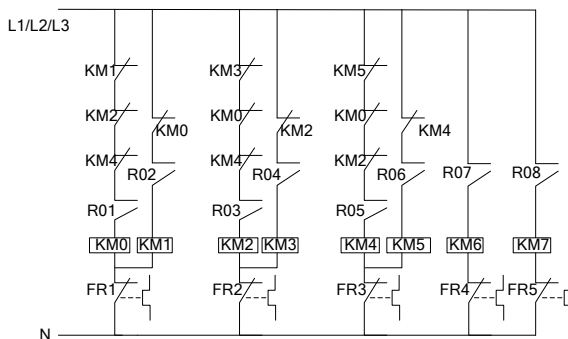 L1/L2/L3
KM1 KM3 KM5
KM2 KM0 KM0 KM2 KM0 KM4
KM4 R02 KM4 R04 KM2 R06 R07 R08
R01 R03 R05
KM0 KM1 KM2 KM3 KM4 KM5 KM6 KM7
FR1 FR2 FR3 FR4 FR5
N